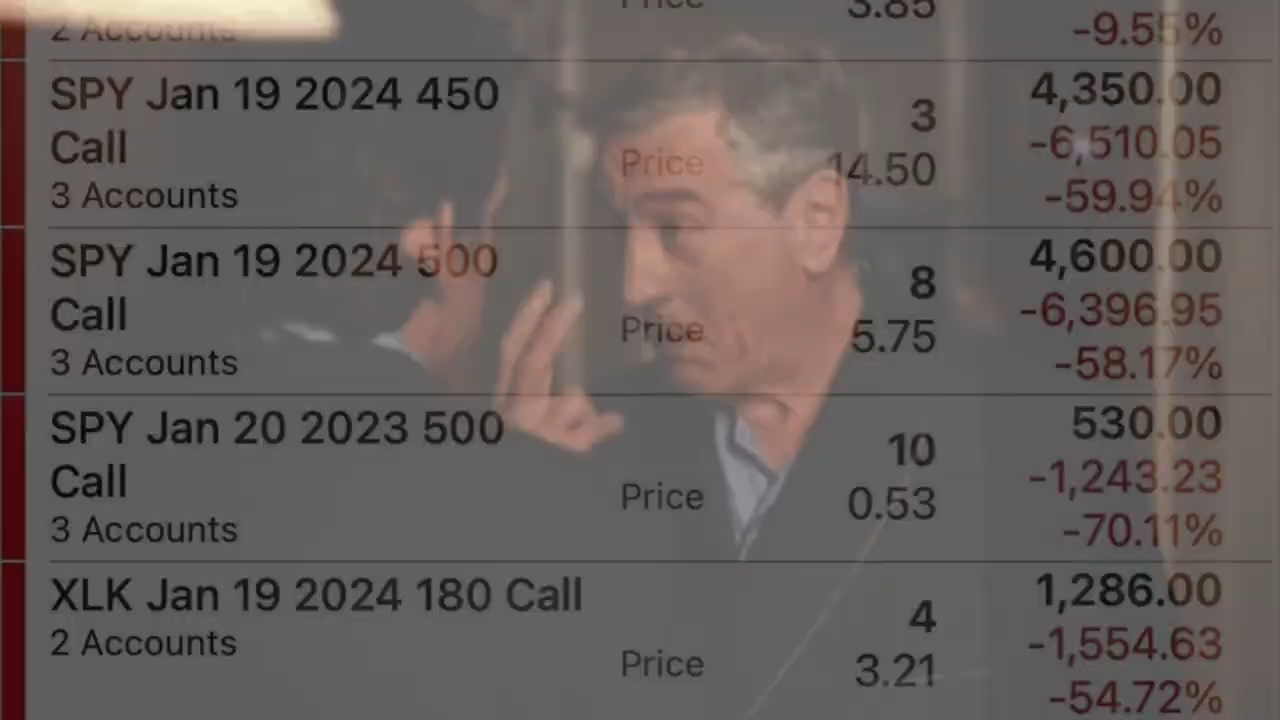 Price 3.85
2 Accounts -9.55%
SPY Jan 19 2024 450 4,350.00
3
Call -6,510.05
Price 14.50
3 Accounts -59.94%
SPY Jan 19 2024 500 4,600.00
8
Call -6,396.95
Price 5.75
3 Accounts -58.17%
SPY Jan 20 2023 500 530.00
10
Call -1,243.23
Price 0.53
3 Accounts -70.11%
XLK Jan 19 2024 180 Call 1,286.00
4
2 Accounts -1,554.63
Price 3.21
-54.72%